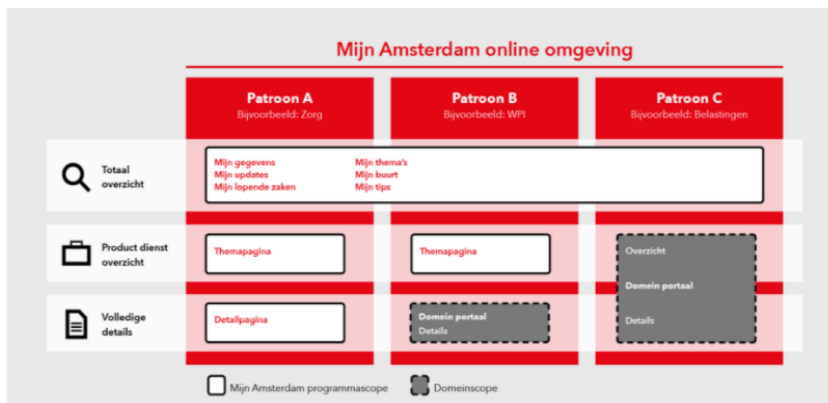 Mijn Amsterdam online omgeving
Patroon A
Bijvoorbeeld: Zorg
Patroon B
Bijvoorbeeld: WPI
Patroon C
Bijvoorbeeld: Belastingen
Totaal
overzicht
Mijn gegevens
Mijn updates
Mijn lopende zaken
Mijn thema's
Mijn buurt
Mijn tips
Product dienst
overzicht
Themapagina
Themapagina
Overzicht
Domein portaal
Details
Volledige
details
Detailpagina
Domein portaal
Details
Mijn Amsterdam programmascope
Domeinscope